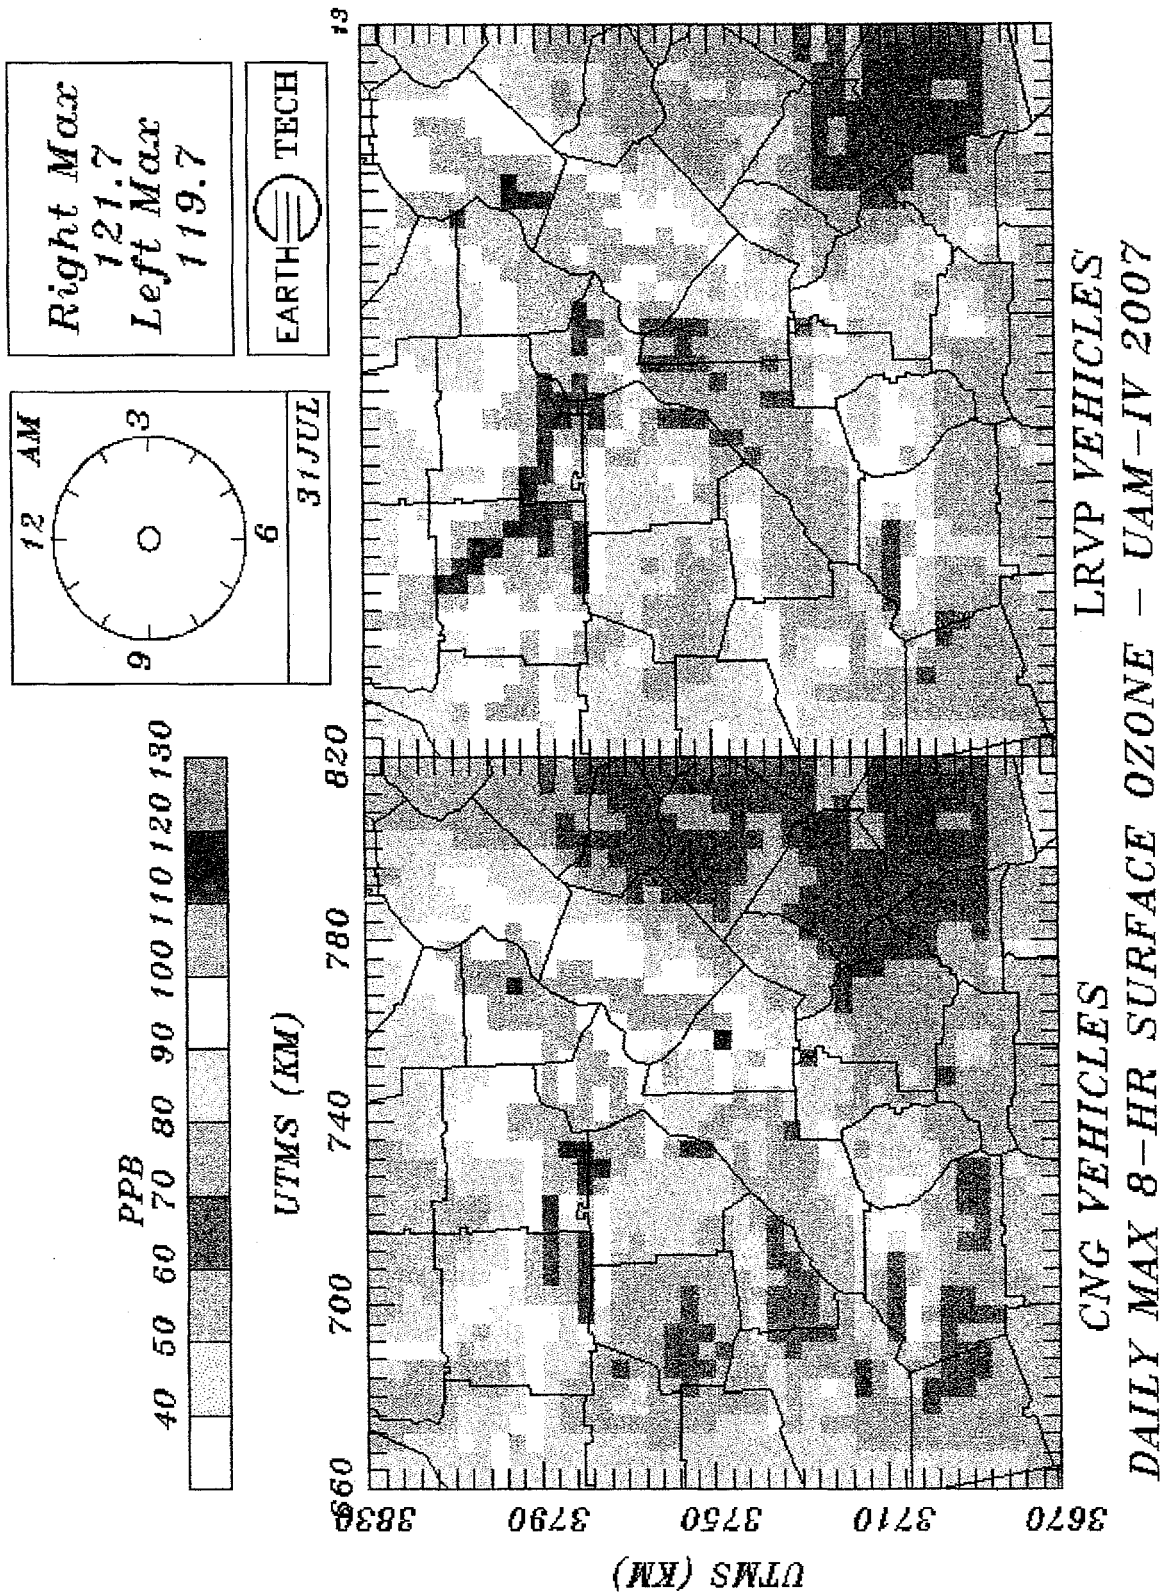 PPB
40 50 60 70 80 90 100 110 120 130
12 AM
3
6
9
31JUL
Right Max
121.7
Left Max
119.7
EARTH TECH
UTMS (KM)
660 700 740 780 820
13
3830
3790
3750
3710
3670
UTMS (KM)
CNG VEHICLES LRVP VEHICLES
DAILY MAX 8-HR SURFACE OZONE - UAM-IV 2007